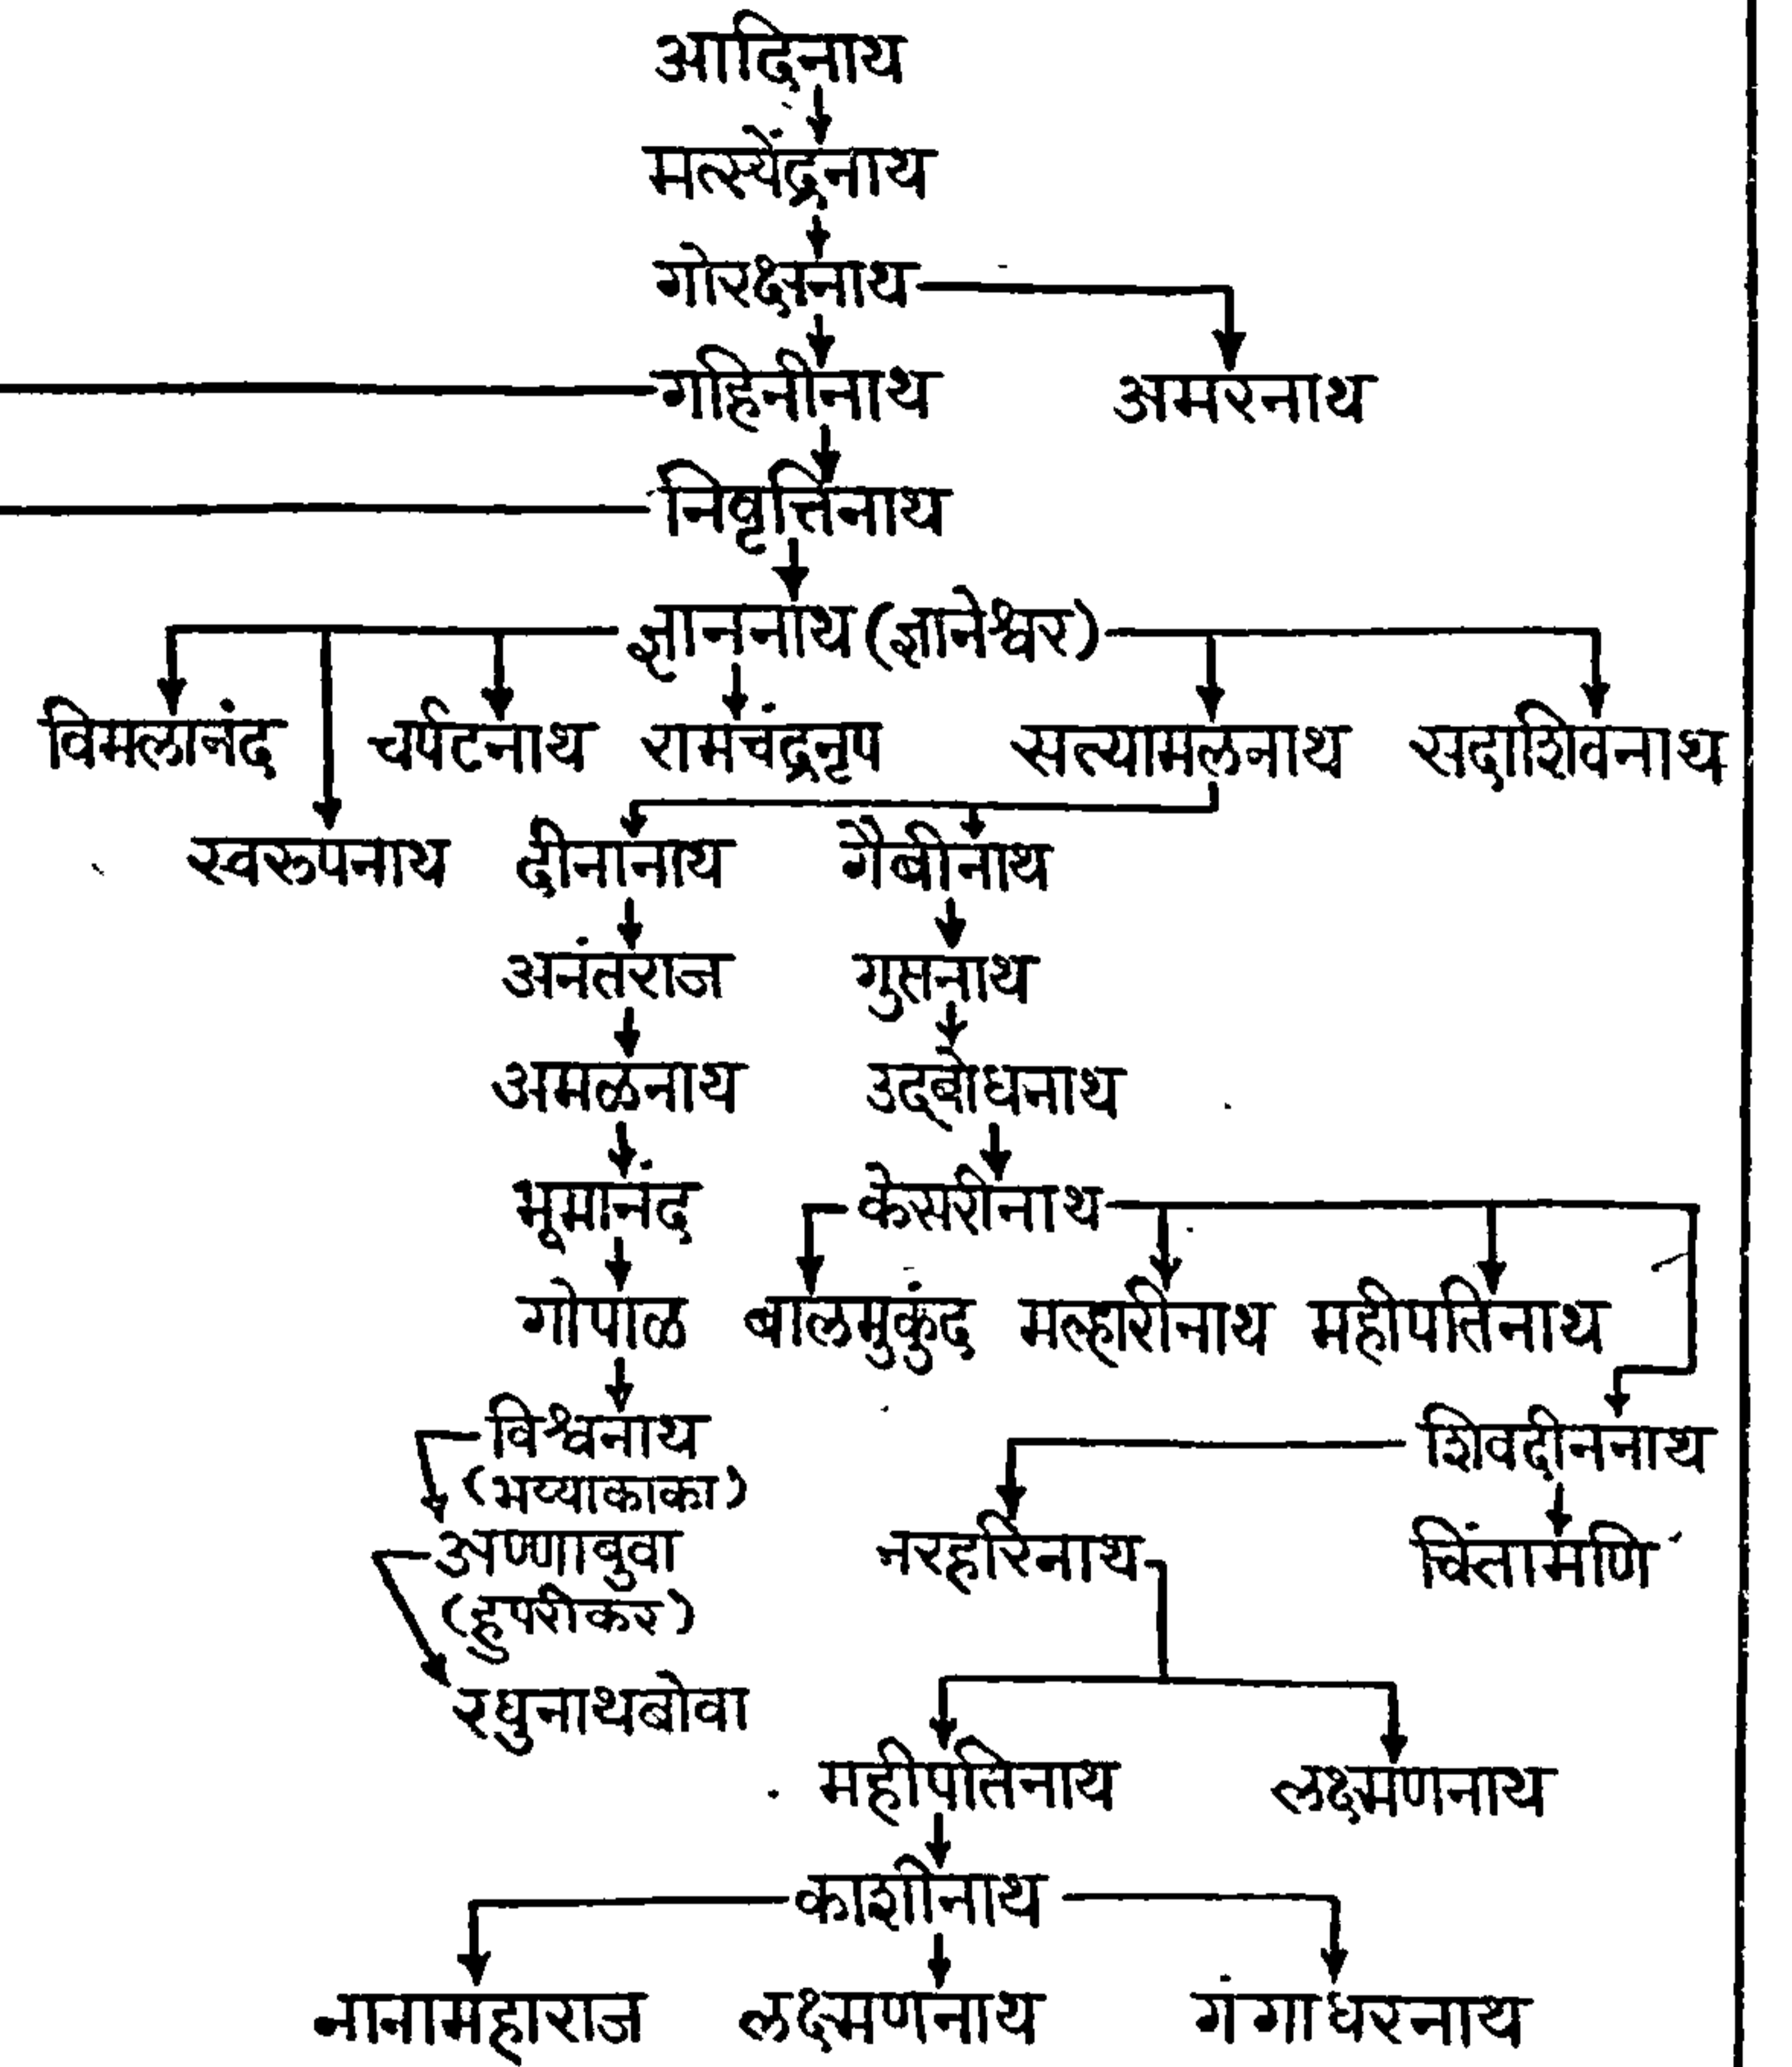 आदिनाथ
मत्स्येंद्रनाथ
गोरक्षनाथ
गहिनीनाथ अमरनाथ
निवृत्तिनाथ
ज्ञाननाथ (ज्ञानेश्वर)
विमलानंद चर्पटनाथ रामचंद्रनृप सत्यामलनाथ सदाशिवनाथ
स्वरूपनाथ दीनानाथ गैबीनाथ
अनंतराज गुप्तनाथ
अमळनाथ उद्बोधनाथ
भूमानंद केसरीनाथ
गोपाळ बालमुकुंद मल्हारीनाथ महीपतिनाथ
विश्वनाथ शिवदीननाथ
(भय्याकाका)
अण्णाबुवा नरहरिनाथ चिंतामणि
(हुपरीकर)
रघुनाथबोवा
महीपतिनाथ लक्ष्मणनाथ
काशीनाथ
नानामहाराज लक्ष्मणनाथ गंगाधरनाथ